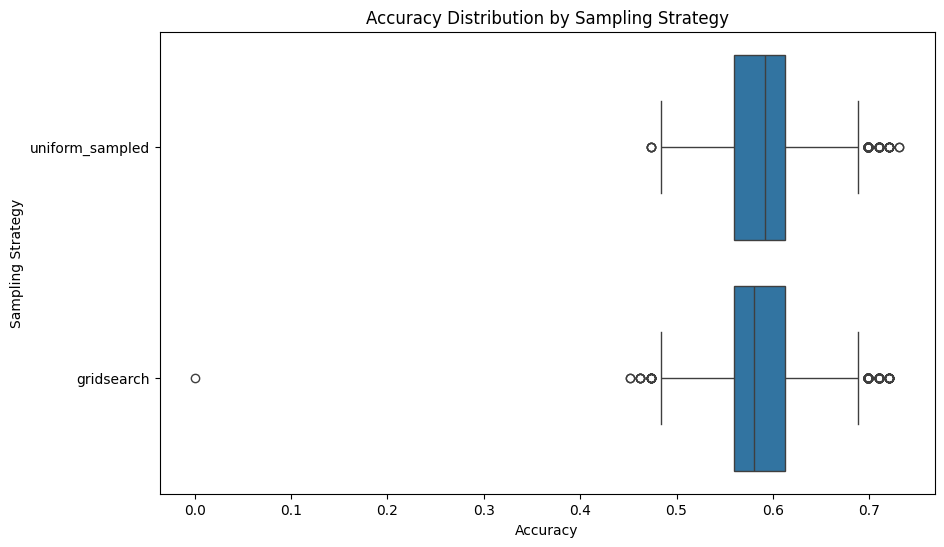 Accuracy Distribution by Sampling Strategy
Sampling Strategy
uniform_sampled
gridsearch
0.0 0.1 0.2 0.3 0.4 0.5 0.6 0.7
Accuracy